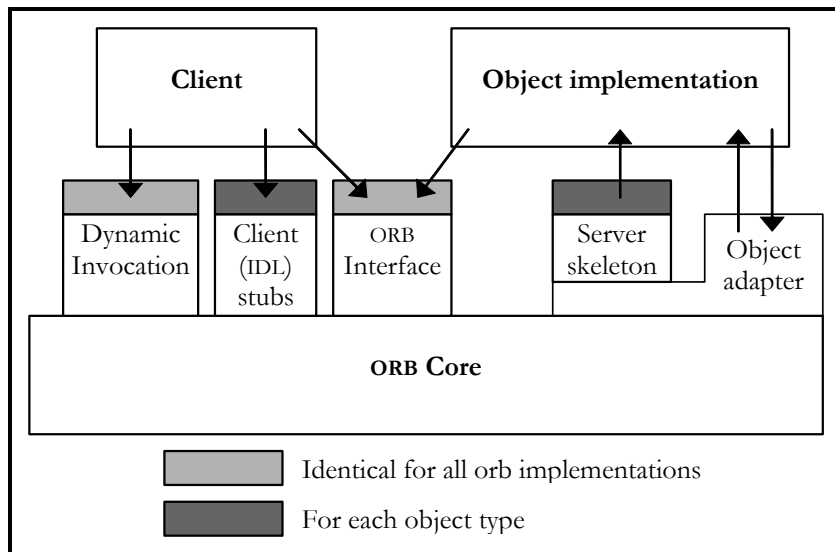 Client
Object implementation
Dynamic
Invocation
Client
(IDL)
stubs
ORB
Interface
Server
skeleton
Object
adapter
ORB Core
Identical for all orb implementations
For each object type